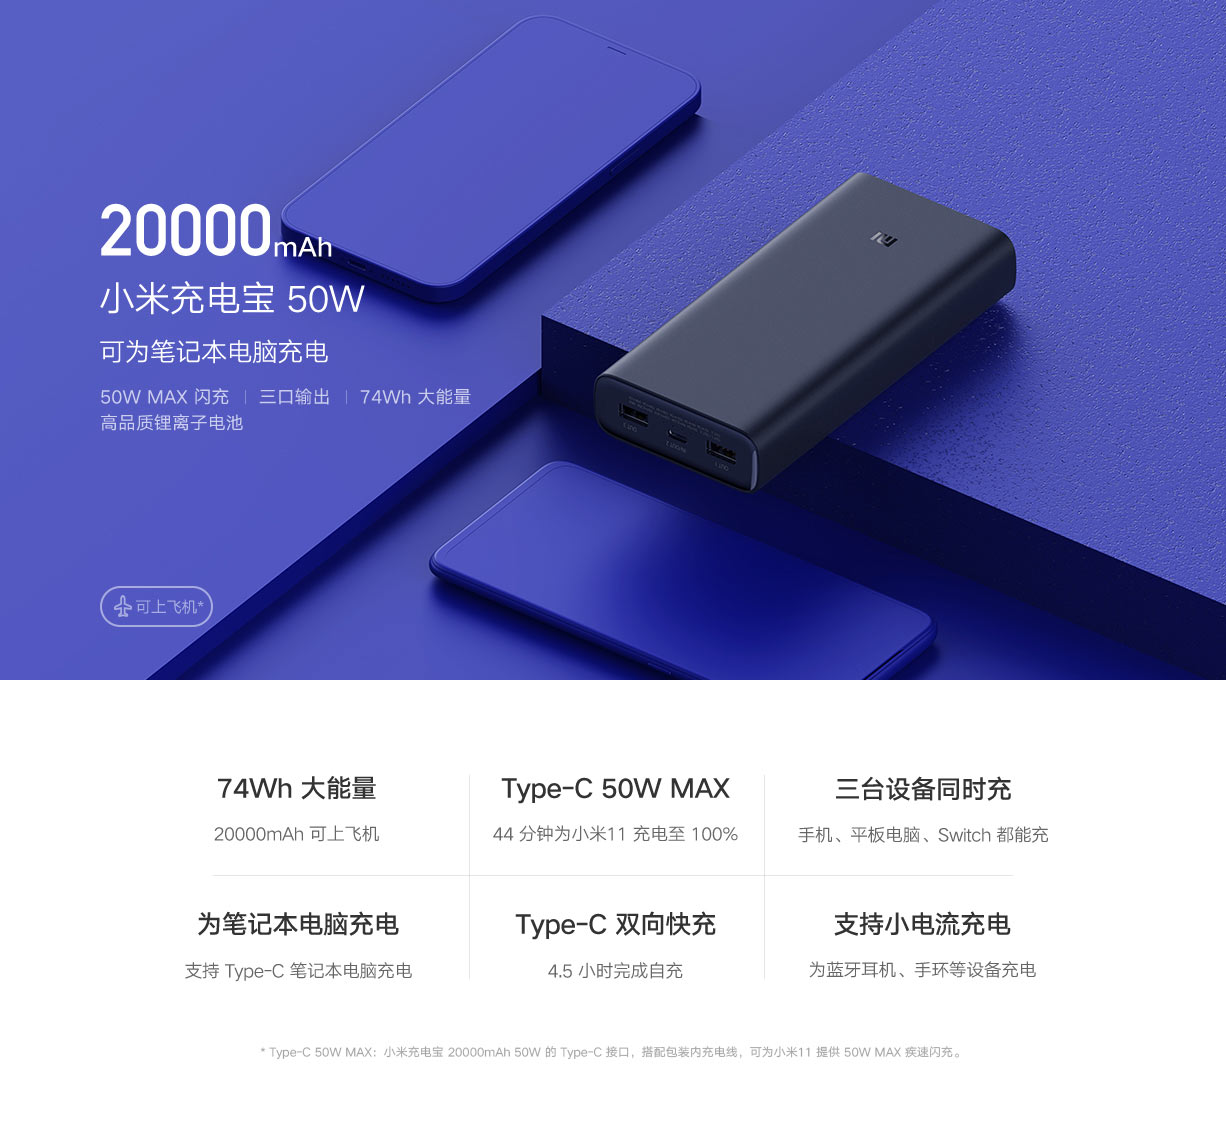 20000mAh
小米充电宝 50W
可为笔记本电脑充电
50W MAX 闪充 | 三口输出 | 74Wh 大能量
高品质锂离子电池
可上飞机*
OUT 2
IN/OUT 2
OUT 1
74Wh 大能量
20000mAh 可上飞机
Type-C 50W MAX
44 分钟为小米11 充电至 100%
三台设备同时充
手机、平板电脑、Switch 都能充
为笔记本电脑充电
支持 Type-C 笔记本电脑充电
Type-C 双向快充
4.5 小时完成自充
支持小电流充电
为蓝牙耳机、手环等设备充电
* Type-C 50W MAX：小米充电宝 20000mAh 50W 的 Type-C 接口，搭配包装内充电线，可为小米11 提供 50W MAX 疾速闪充。